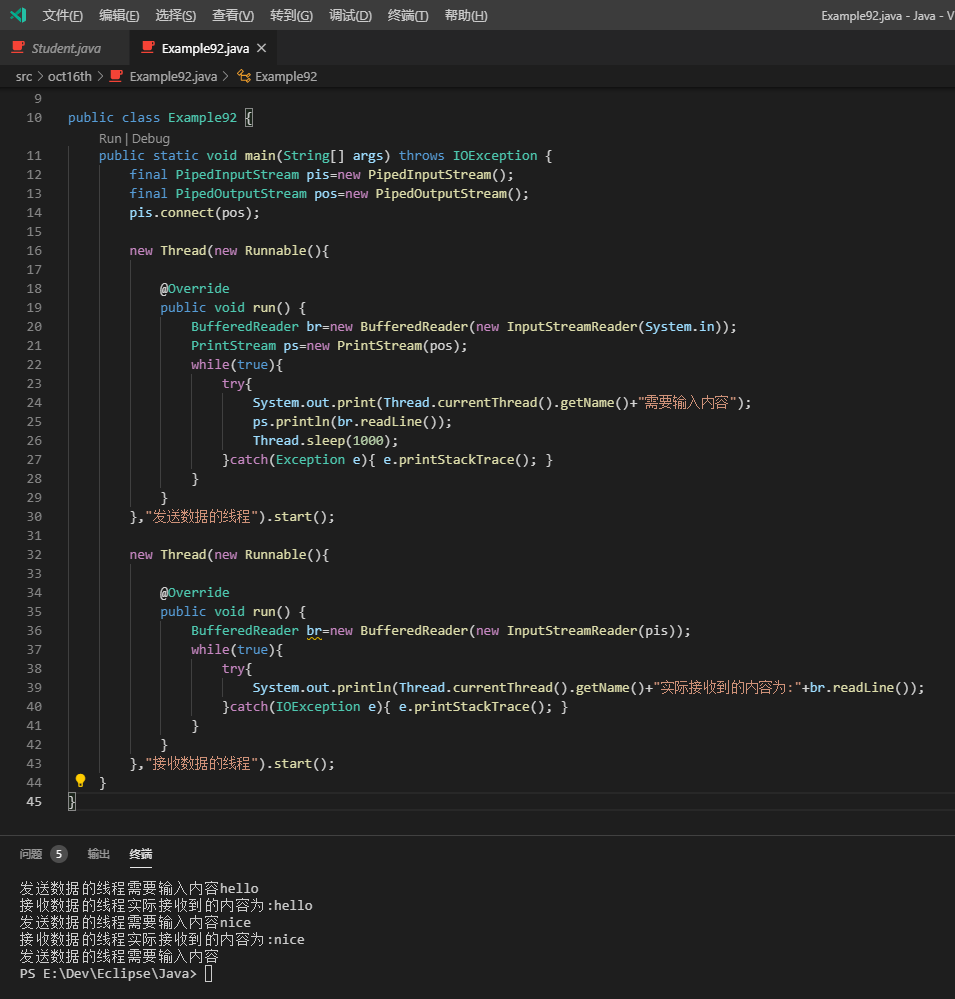 文件(F) 编辑(E) 选择(S) 查看(V) 转到(G) 调试(D) 终端(T) 帮助(H) Example92.java - Java - V
Student.java Example92.java
src > oct16th > Example92.java > Example92
9
10 public class Example92 {
Run | Debug
11 public static void main(String[] args) throws IOException {
12 final PipedInputStream pis=new PipedInputStream();
13 final PipedOutputStream pos=new PipedOutputStream();
14 pis.connect(pos);
15
16 new Thread(new Runnable(){
17
18 @Override
19 public void run() {
20 BufferedReader br=new BufferedReader(new InputStreamReader(System.in));
21 PrintStream ps=new PrintStream(pos);
22 while(true){
23 try{
24 System.out.print(Thread.currentThread().getName()+"需要输入内容");
25 ps.println(br.readLine());
26 Thread.sleep(1000);
27 }catch(Exception e){ e.printStackTrace(); }
28 }
29 }
30 },"发送数据的线程").start();
31
32 new Thread(new Runnable(){
33
34 @Override
35 public void run() {
36 BufferedReader br=new BufferedReader(new InputStreamReader(pis));
37 while(true){
38 try{
39 System.out.println(Thread.currentThread().getName()+"实际接收到的内容为:"+br.readLine());
40 }catch(IOException e){ e.printStackTrace(); }
41 }
42 }
43 },"接收数据的线程").start();
44 }
45 }
问题 5 输出 终端
发送数据的线程需要输入内容hello
接收数据的线程实际接收到的内容为:hello
发送数据的线程需要输入内容nice
接收数据的线程实际接收到的内容为:nice
发送数据的线程需要输入内容
PS E:\Dev\Eclipse\Java>